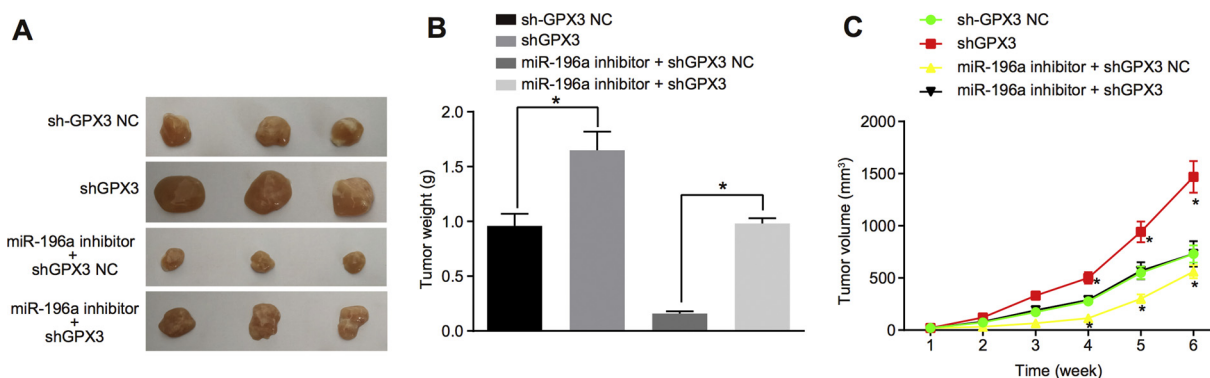 A
sh-GPX3 NC
shGPX3
miR-196a inhibitor
+
shGPX3 NC
miR-196a inhibitor
+
shGPX3
B
sh-GPX3 NC
shGPX3
miR-196a inhibitor + shGPX3 NC
miR-196a inhibitor + shGPX3
Tumor weight (g)
2.0
1.5
1.0
0.5
0.0
*
*
C
sh-GPX3 NC
shGPX3
miR-196a inhibitor + shGPX3 NC
miR-196a inhibitor + shGPX3
Tumor volume (mm³)
2000
1500
1000
500
0
*
*
*
*
*
*
1 2 3 4 5 6
Time (week)